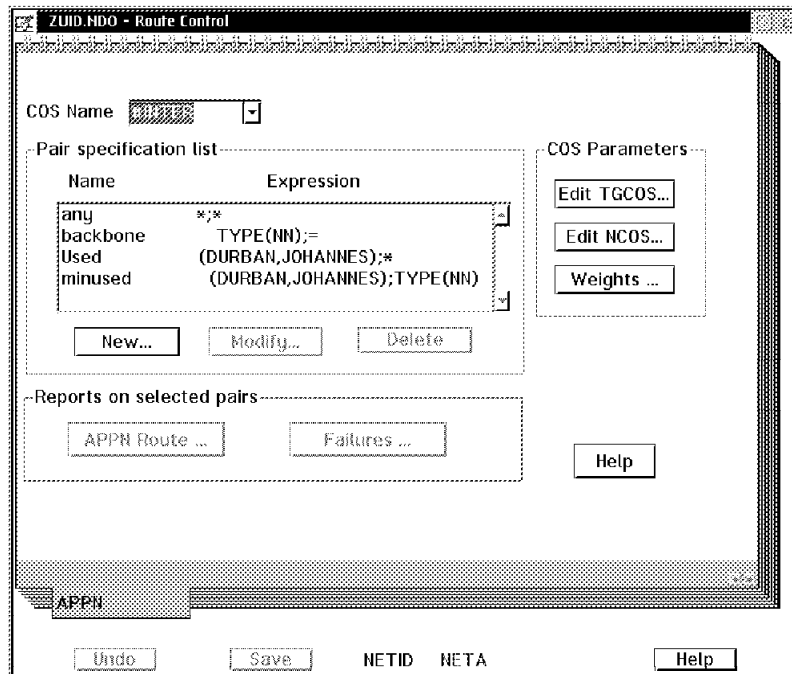 ZUID.NDO - Route Control
COS Name
Pair specification list
COS Parameters
Name Expression
any *;*
backbone TYPE(NN);=
Used (DURBAN,JOHANNES);*
minused (DURBAN,JOHANNES);TYPE(NN)
Edit TGCOS...
Edit NCOS...
Weights ...
New... Modify... Delete
Reports on selected pairs
APPN Route ... Failures ...
Help
APPN
Undo Save NETID NETA Help